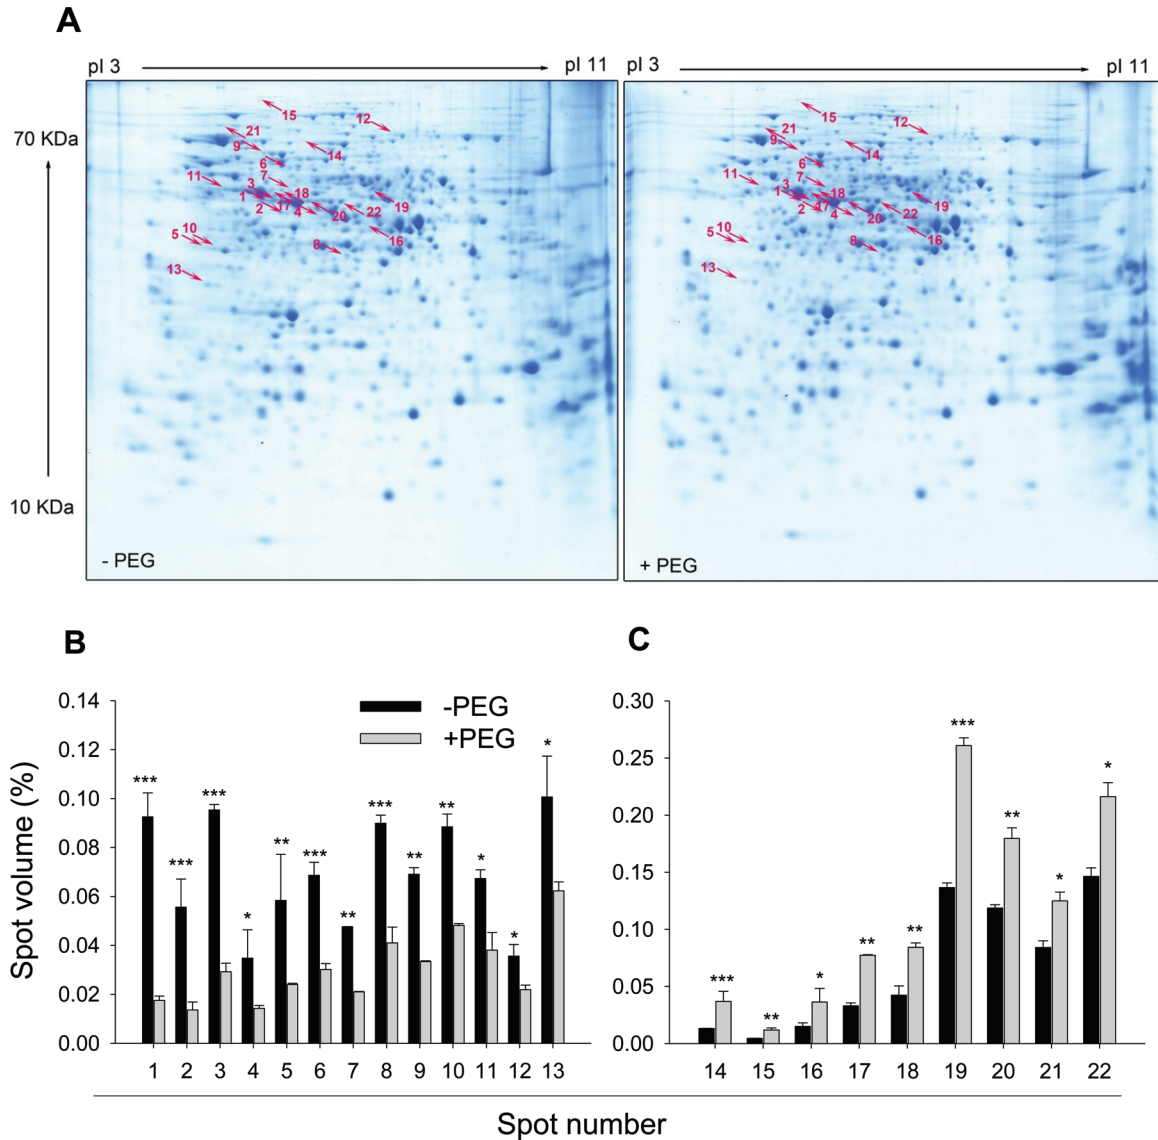 A
pI 3 pI 11 pI 3 pI 11
15 12 15 12
70 KDa
21 9 14 21 9 14
6 6
11 7 11 7
3 18 3 18
1 19 1 19
2 17 4 20 22 2 17 4 20 22
5 10 16 5 10 16
8 8
13 13
10 KDa
- PEG + PEG
B C
0.14 0.30
-PEG
+PEG
0.12 0.25
0.10 0.20
0.08 0.15
0.06
0.04 0.10
0.02 0.05
0.00 0.00
*** *** *** * ** *** ** *** ** ** * * *
*** ** * ** ** *** ** * *
Spot volume (%)
1 2 3 4 5 6 7 8 9 10 11 12 13 14 15 16 17 18 19 20 21 22
Spot number